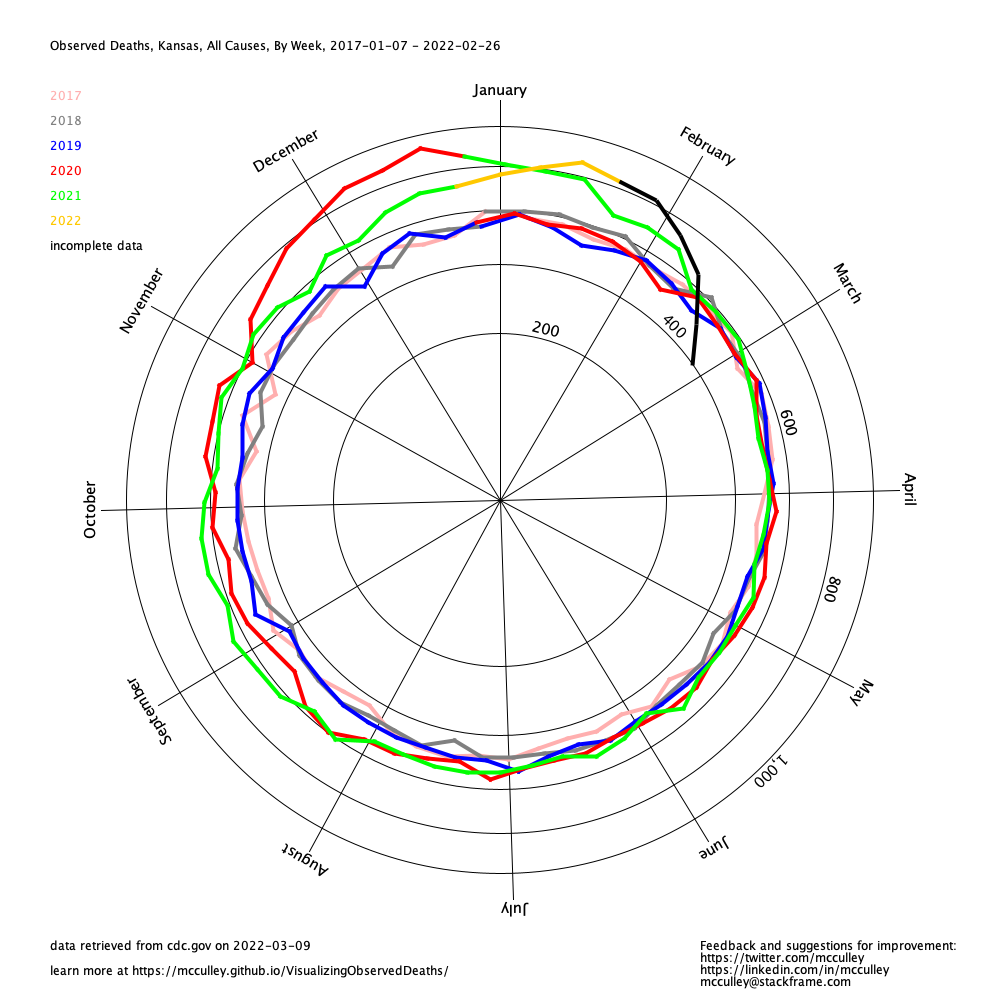 Observed Deaths, Kansas, All Causes, By Week, 2017-01-07 - 2022-02-26
2017
2018
2019
2020
2021
2022
incomplete data
January
February
March
April
May
June
July
August
September
October
November
December
200
400
600
800
1,000
data retrieved from cdc.gov on 2022-03-09
learn more at https://mcculley.github.io/VisualizingObservedDeaths/
Feedback and suggestions for improvement:
https://twitter.com/mcculley
https://linkedin.com/in/mcculley
mcculley@stackframe.com